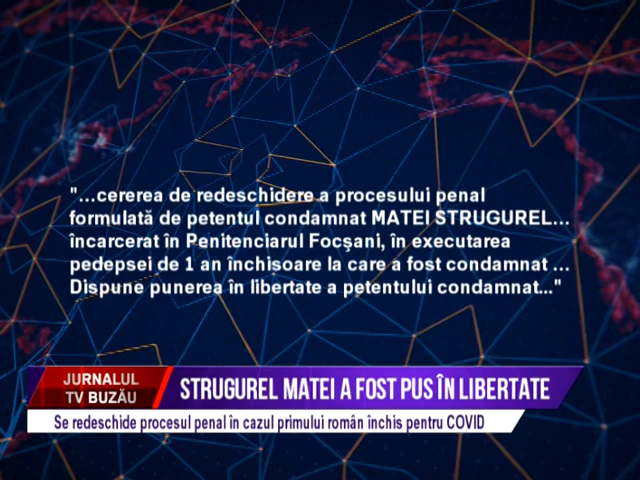 "...cererea de redeschidere a procesului penal
formulată de petentul condamnat MATEI STRUGUREL...
încarcerat în Penitenciarul Focșani, în executarea
pedepsei de 1 an închisoare la care a fost condamnat ...
Dispune punerea în libertate a petentului condamnat..."
JURNALUL
TV BUZĂU
STRUGUREL MATEI A FOST PUS ÎN LIBERTATE
Se redeschide procesul penal în cazul primului român închis pentru COVID